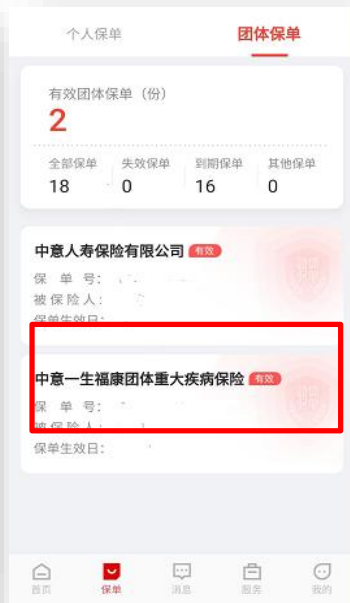 个人保单 团体保单
有效团体保单（份）
2
全部保单 失效保单 到期保单 其他保单
18 0 16 0
中意人寿保险有限公司 有效
保 单 号：
被保险人：
保单生效日：
中意一生福康团体重大疾病保险 有效
保 单 号：
被保险人：
保单生效日：
首页 保单 消息 服务 我的